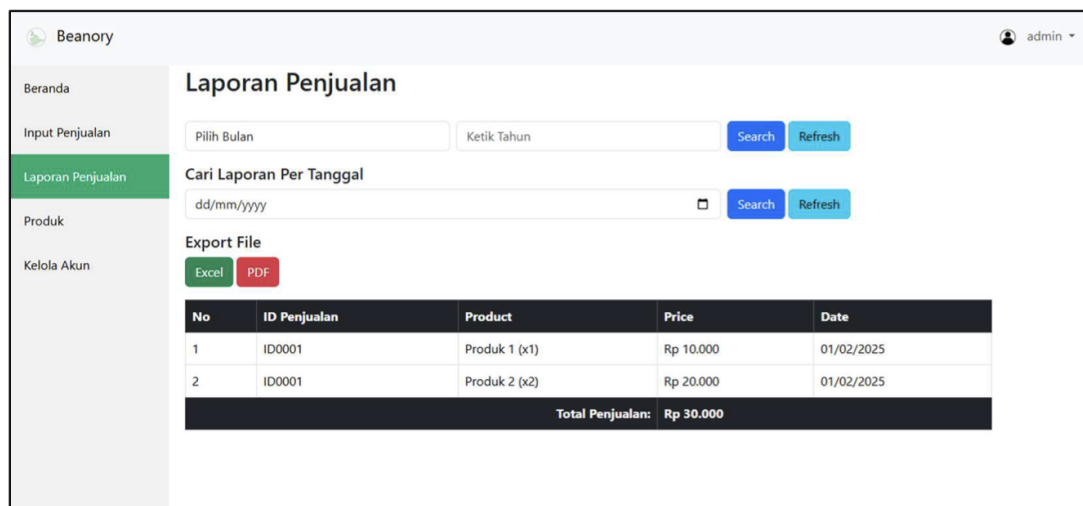 Beanory
admin
Beranda
Input Penjualan
Laporan Penjualan
Produk
Kelola Akun
Laporan Penjualan
Pilih Bulan Ketik Tahun Search Refresh
Cari Laporan Per Tanggal
dd/mm/yyyy Search Refresh
Export File
Excel PDF
No ID Penjualan Product Price Date
1 ID0001 Produk 1 (x1) Rp 10.000 01/02/2025
2 ID0001 Produk 2 (x2) Rp 20.000 01/02/2025
Total Penjualan: Rp 30.000